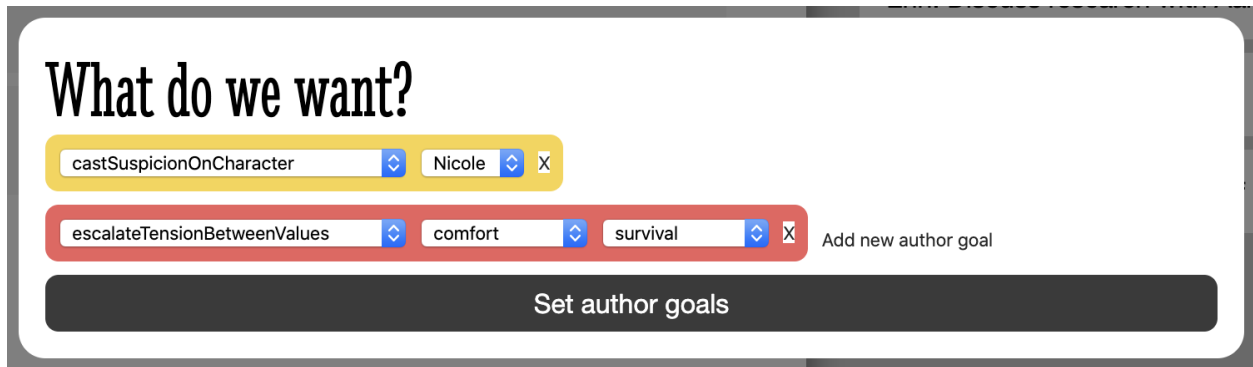 What do we want?
castSuspicionOnCharacter Nicole X
escalateTensionBetweenValues comfort survival X Add new author goal
Set author goals